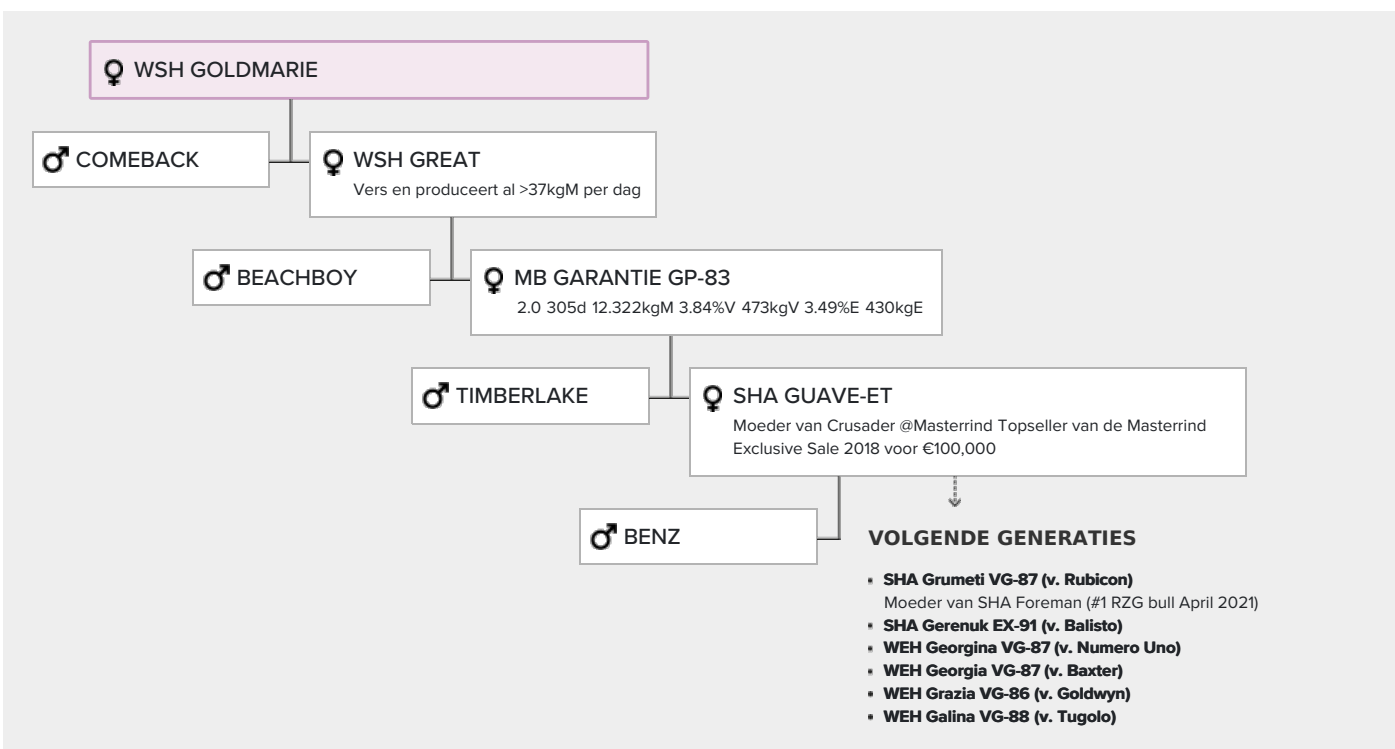 WSH GOLDMARIE
COMEBACK
WSH GREAT
Vers en produceert al >37kgM per dag
BEACHBOY
MB GARANTIE GP-83
2.0 305d 12.322kgM 3.84%V 473kgV 3.49%E 430kgE
TIMBERLAKE
SHA GUAVE-ET
Moeder van Crusader @Masterrind Topseller van de Masterrind
Exclusive Sale 2018 voor €100,000
BENZ
VOLGENDE GENERATIES
SHA Grumeti VG-87 (v. Rubicon)
Moeder van SHA Foreman (#1 RZG bull April 2021)
SHA Gerenuk EX-91 (v. Balisto)
WEH Georgina VG-87 (v. Numero Uno)
WEH Georgia VG-87 (v. Baxter)
WEH Grazia VG-86 (v. Goldwyn)
WEH Galina VG-88 (v. Tugolo)